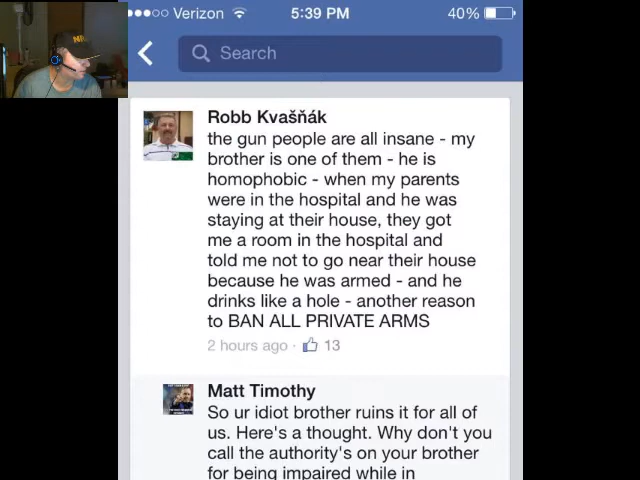 Verizon 5:39 PM 40%
Search
Robb Kvašňák
the gun people are all insane - my
brother is one of them - he is
homophobic - when my parents
were in the hospital and he was
staying at their house, they got
me a room in the hospital and
told me not to go near their house
because he was armed - and he
drinks like a hole - another reason
to BAN ALL PRIVATE ARMS
2 hours ago · 13
Matt Timothy
So ur idiot brother ruins it for all of
us. Here's a thought. Why don't you
call the authority's on your brother
for being impaired while in